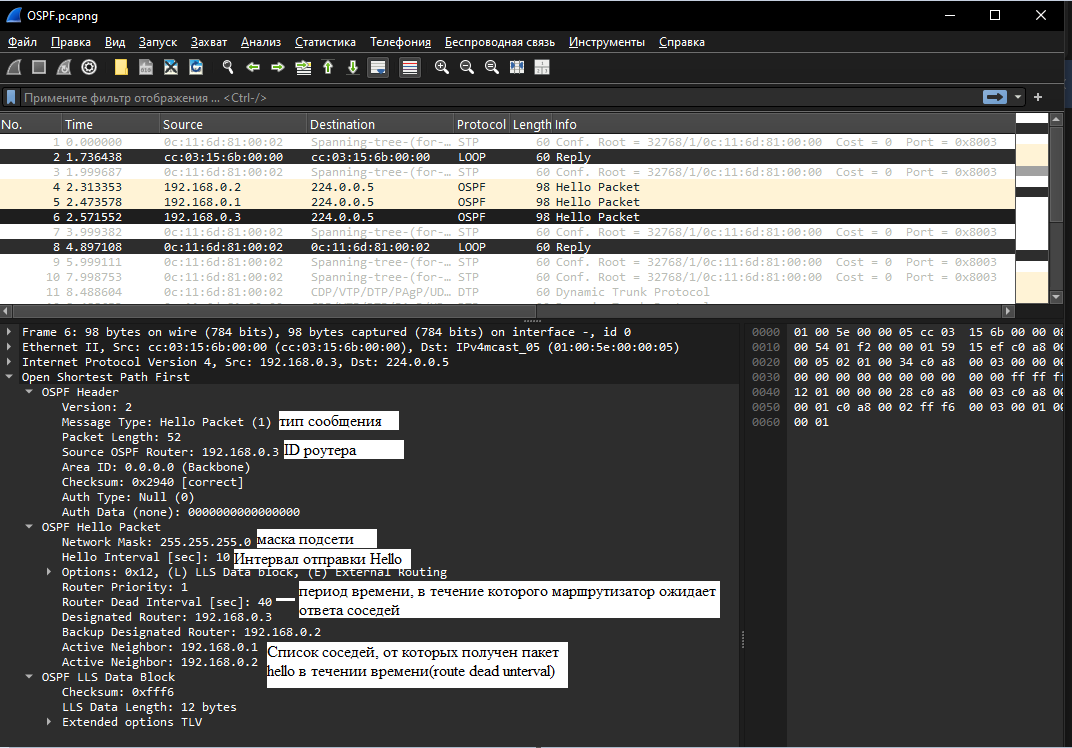 OSPF.pcapng
Файл Правка Вид Запуск Захват Анализ Статистика Телефония Беспроводная связь Инструменты Справка
Примените фильтр отображения … <Ctrl-/>
No. Time Source Destination Protocol Length Info
1 0.000000 0c:11:6d:81:00:02 Spanning-tree-(for-… STP 60 Conf. Root = 32768/1/0c:11:6d:81:00:00 Cost = 0 Port = 0x8003
2 1.736438 cc:03:15:6b:00:00 cc:03:15:6b:00:00 LOOP 60 Reply
3 1.999687 0c:11:6d:81:00:02 Spanning-tree-(for-… STP 60 Conf. Root = 32768/1/0c:11:6d:81:00:00 Cost = 0 Port = 0x8003
4 2.313353 192.168.0.2 224.0.0.5 OSPF 98 Hello Packet
5 2.473578 192.168.0.1 224.0.0.5 OSPF 98 Hello Packet
6 2.571552 192.168.0.3 224.0.0.5 OSPF 98 Hello Packet
7 3.999382 0c:11:6d:81:00:02 Spanning-tree-(for-… STP 60 Conf. Root = 32768/1/0c:11:6d:81:00:00 Cost = 0 Port = 0x8003
8 4.897108 0c:11:6d:81:00:02 0c:11:6d:81:00:02 LOOP 60 Reply
9 5.999111 0c:11:6d:81:00:02 Spanning-tree-(for-… STP 60 Conf. Root = 32768/1/0c:11:6d:81:00:00 Cost = 0 Port = 0x8003
10 7.998753 0c:11:6d:81:00:02 Spanning-tree-(for-… STP 60 Conf. Root = 32768/1/0c:11:6d:81:00:00 Cost = 0 Port = 0x8003
11 8.488604 0c:11:6d:81:00:02 CDP/VTP/DTP/PAgP/UD… DTP 60 Dynamic Trunk Protocol
Frame 6: 98 bytes on wire (784 bits), 98 bytes captured (784 bits) on interface -, id 0
Ethernet II, Src: cc:03:15:6b:00:00 (cc:03:15:6b:00:00), Dst: IPv4mcast_05 (01:00:5e:00:00:05)
Internet Protocol Version 4, Src: 192.168.0.3, Dst: 224.0.0.5
Open Shortest Path First
OSPF Header
Version: 2
Message Type: Hello Packet (1) тип сообщения
Packet Length: 52
Source OSPF Router: 192.168.0.3 ID роутера
Area ID: 0.0.0.0 (Backbone)
Checksum: 0x2940 [correct]
Auth Type: Null (0)
Auth Data (none): 0000000000000000
OSPF Hello Packet
Network Mask: 255.255.255.0 маска подсети
Hello Interval [sec]: 10 Интервал отправки Hello
Options: 0x12, (L) LLS Data block, (E) External Routing
Router Priority: 1
Router Dead Interval [sec]: 40 период времени, в течение которого маршрутизатор ожидает
ответа соседей
Designated Router: 192.168.0.3
Backup Designated Router: 192.168.0.2
Active Neighbor: 192.168.0.1 Список соседей, от которых получен пакет
Active Neighbor: 192.168.0.2 hello в течении времени(route dead unterval)
OSPF LLS Data Block
Checksum: 0xfff6
LLS Data Length: 12 bytes
Extended options TLV
0000 01 00 5e 00 00 05 cc 03 15 6b 00 00 08
0010 00 54 01 f2 00 00 01 59 15 ef c0 a8 00
0020 00 05 02 01 00 34 c0 a8 00 03 00 00 00
0030 00 00 00 00 00 00 00 00 00 00 ff ff ff
0040 12 01 00 00 00 28 c0 a8 00 03 c0 a8 00
0050 00 01 c0 a8 00 02 ff f6 00 03 00 01 00
0060 00 01